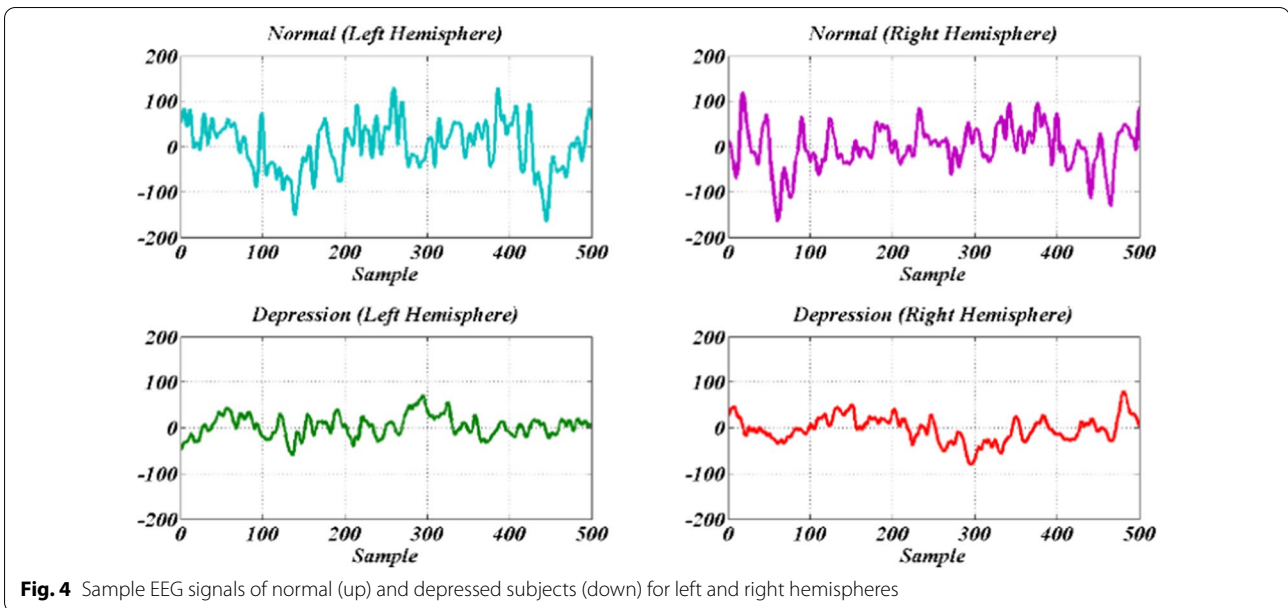 Normal (Left Hemisphere)
200
100
0
-100
-200
0 100 200 300 400 500
Sample
Normal (Right Hemisphere)
200
100
0
-100
-200
0 100 200 300 400 500
Sample
Depression (Left Hemisphere)
200
100
0
-100
-200
0 100 200 300 400 500
Sample
Depression (Right Hemisphere)
200
100
0
-100
-200
0 100 200 300 400 500
Sample
Fig. 4 Sample EEG signals of normal (up) and depressed subjects (down) for left and right hemispheres